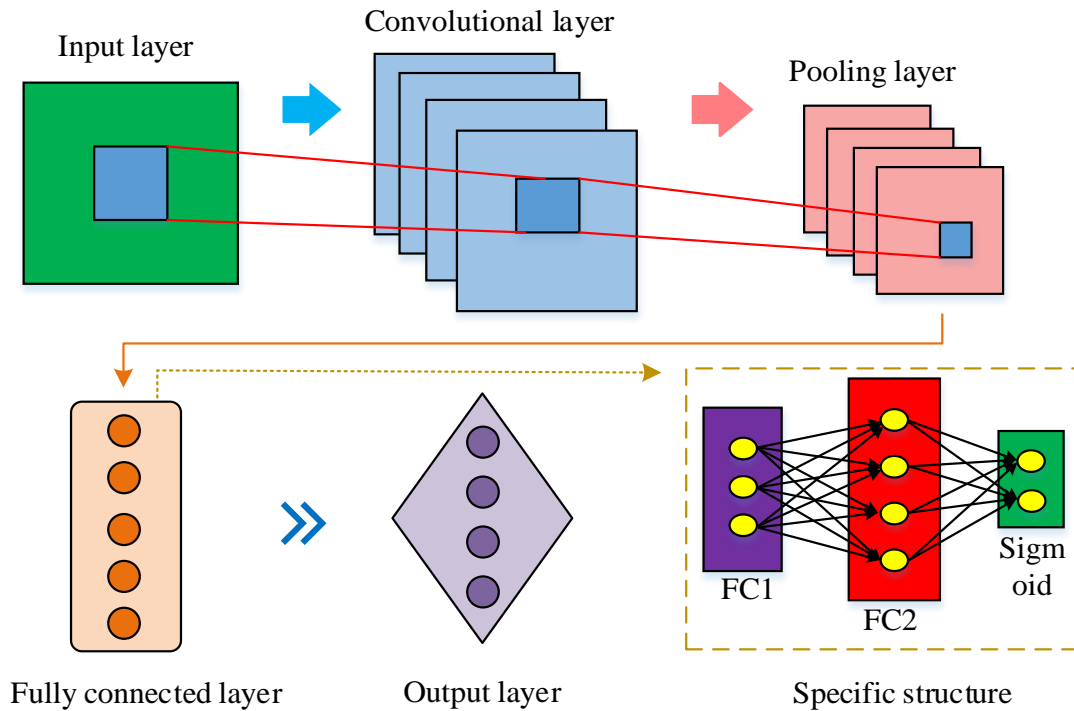 Input layer
Convolutional layer
Pooling layer
FC1
FC2
Sigm
oid
Fully connected layer
Output layer
Specific structure